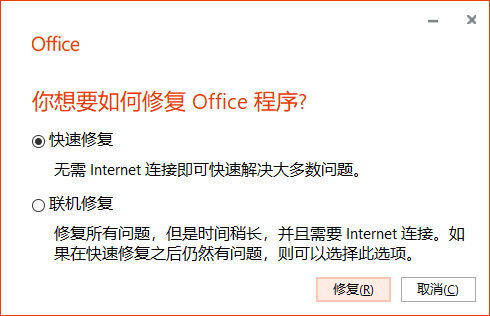 Office
你想要如何修复 Office 程序?
快速修复
无需 Internet 连接即可快速解决大多数问题。
联机修复
修复所有问题，但是时间稍长，并且需要 Internet 连接。如
果在快速修复之后仍然有问题，则可以选择此选项。
修复(R) 取消(C)